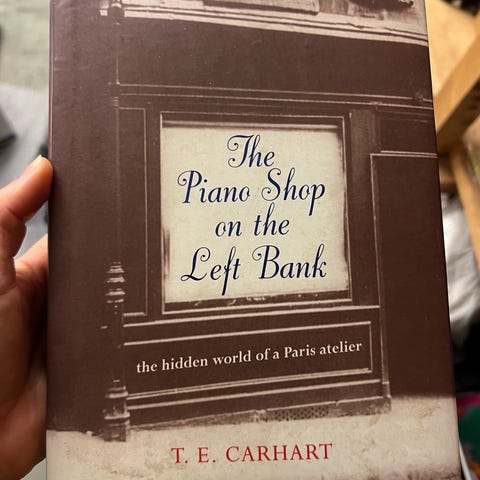 The
Piano Shop
on the
Left Bank
the hidden world of a Paris atelier
T. E. CARHART